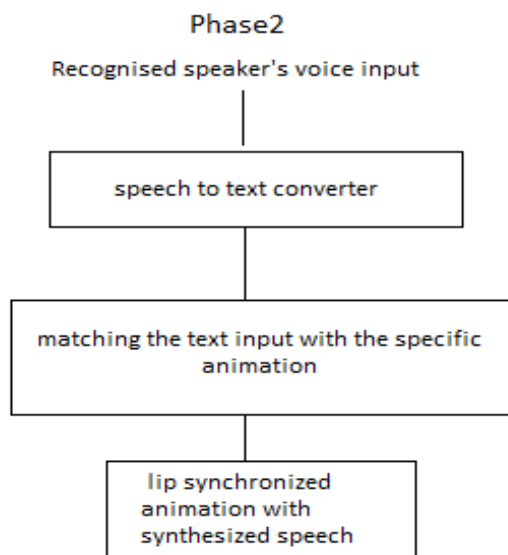 Phase2
Recognised speaker's voice input
speech to text converter
matching the text input with the specific
animation
lip synchronized
animation with
synthesized speech